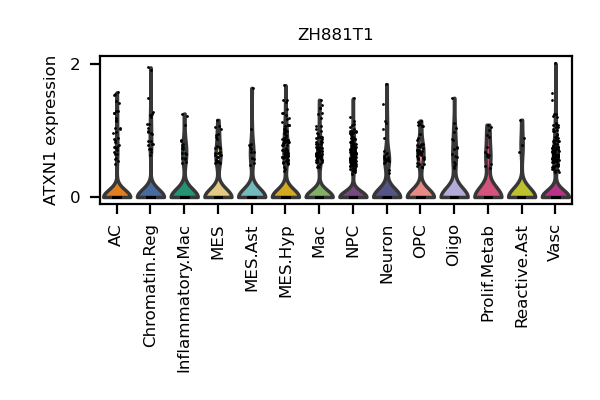 ZH881T1
ATXN1 expression
2
0
AC
Chromatin.Reg
Inflammatory.Mac
MES
MES.Ast
MES.Hyp
Mac
NPC
Neuron
OPC
Oligo
Prolif.Metab
Reactive.Ast
Vasc